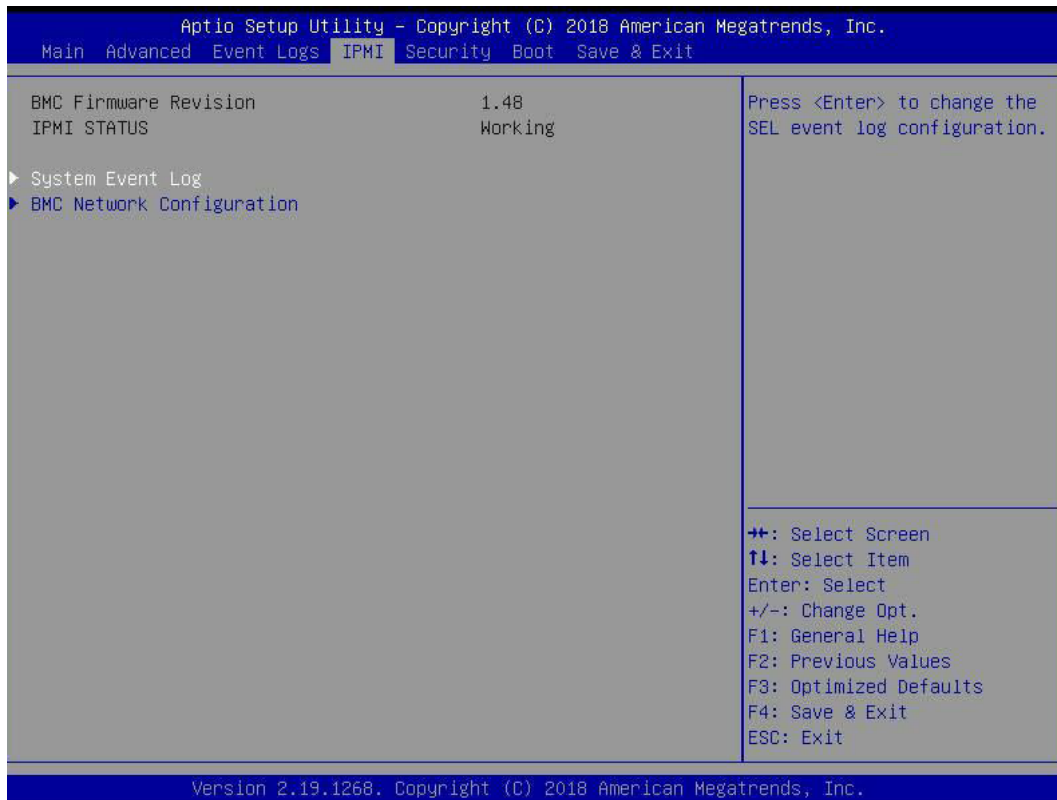 Aptio Setup Utility – Copyright (C) 2018 American Megatrends, Inc.
Main Advanced Event Logs IPMI Security Boot Save & Exit
BMC Firmware Revision 1.48
IPMI STATUS Working
▶ System Event Log
▶ BMC Network Configuration
Press <Enter> to change the
SEL event log configuration.
→←: Select Screen
↑↓: Select Item
Enter: Select
+/-: Change Opt.
F1: General Help
F2: Previous Values
F3: Optimized Defaults
F4: Save & Exit
ESC: Exit
Version 2.19.1268. Copyright (C) 2018 American Megatrends, Inc.